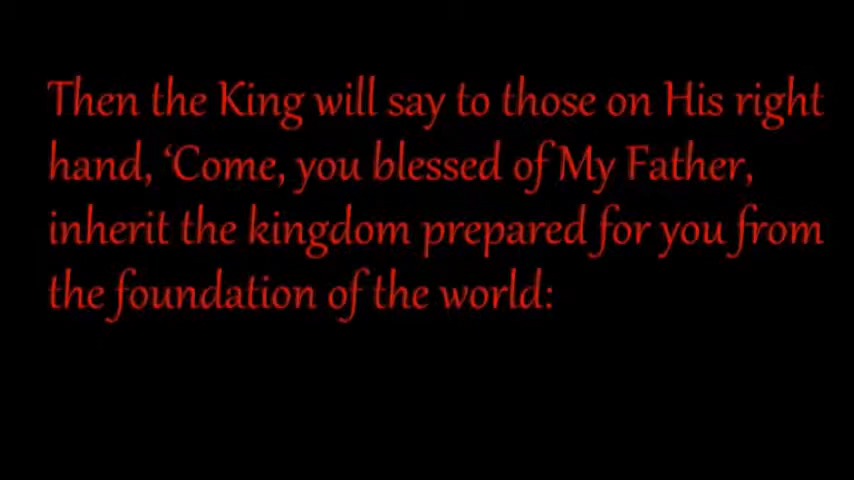 Then the King will say to those on His right
hand, ‘Come, you blessed of My Father,
inherit the kingdom prepared for you from
the foundation of the world: